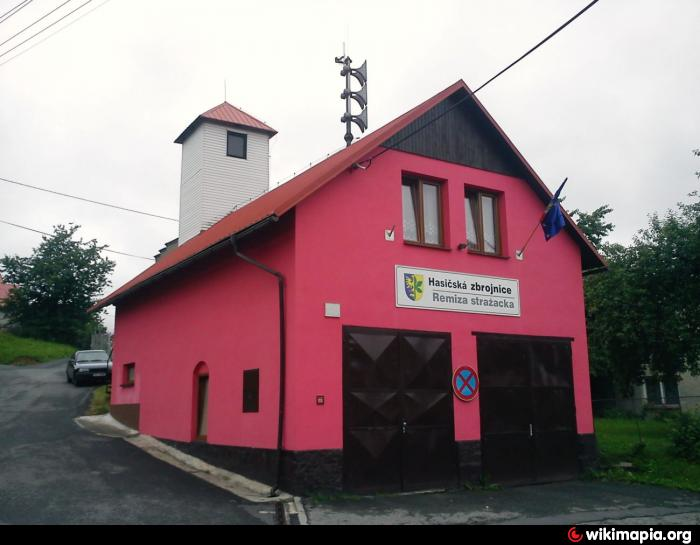 Hasičská zbrojnice
Remiza strażacka
wikimapia.org